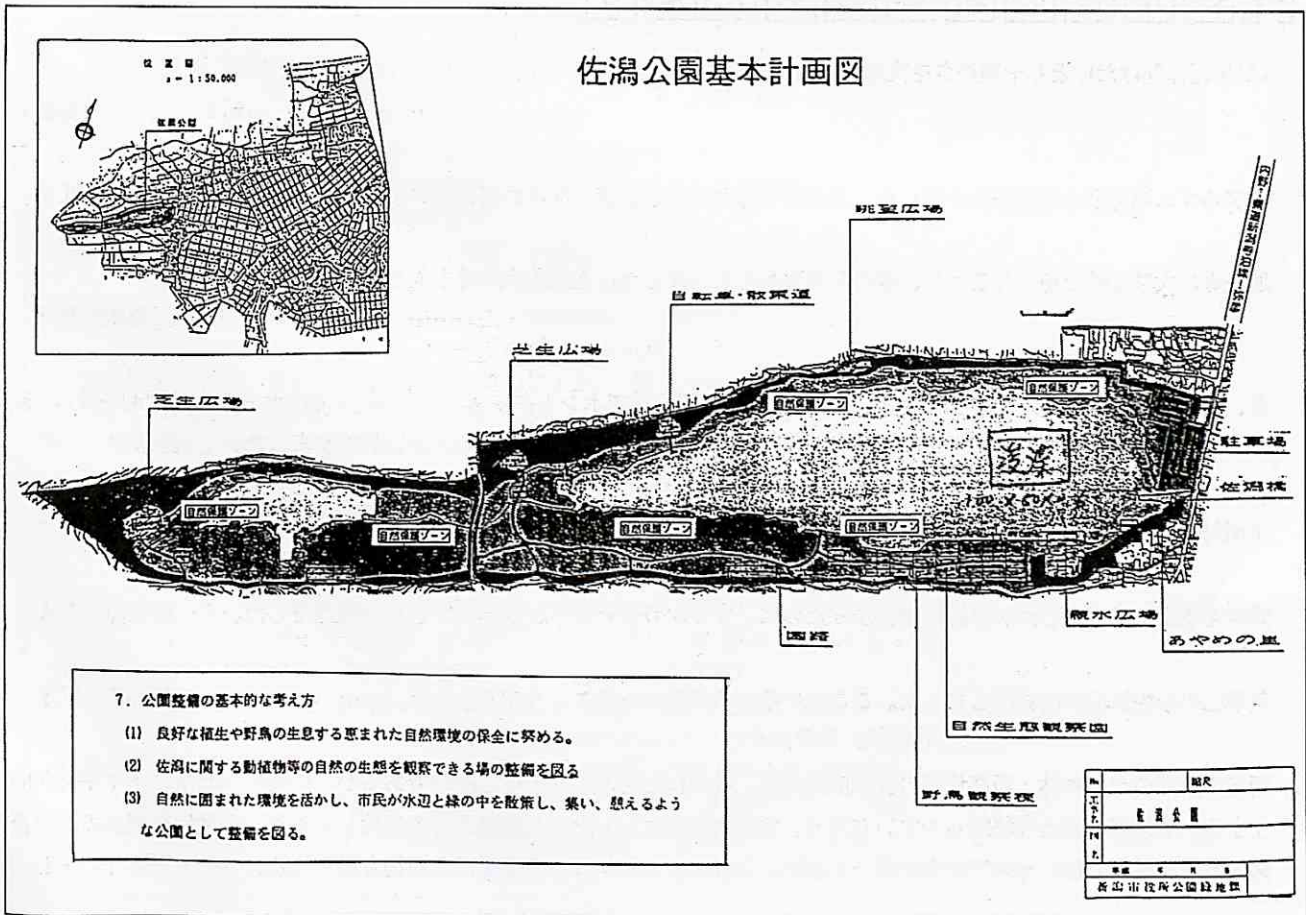 佐潟公園基本計画図
位置図
s = 1:50,000
佐潟公園
眺望広場
自転車・散策道
芝生広場
芝生広場
自然保護ゾーン
自然保護ゾーン
駐車場
佐潟橋
自然保護ゾーン
自然保護ゾーン
自然保護ゾーン
自然保護ゾーン
浚渫
園路
親水広場
あやめの里
自然生態観察園
野鳥観察棟
7. 公園整備の基本的な考え方
(1) 良好な植生や野鳥の生息する恵まれた自然環境の保全に努める。
(2) 佐潟に関する動植物等の自然の生態を観察できる場の整備を図る
(3) 自然に囲まれた環境を活かし、市民が水辺と緑の中を散策し、集い、憩えるよう
な公園として整備を図る。
No. 縮尺
佐潟公園
平成 年 月 日
新潟市役所公園緑地課